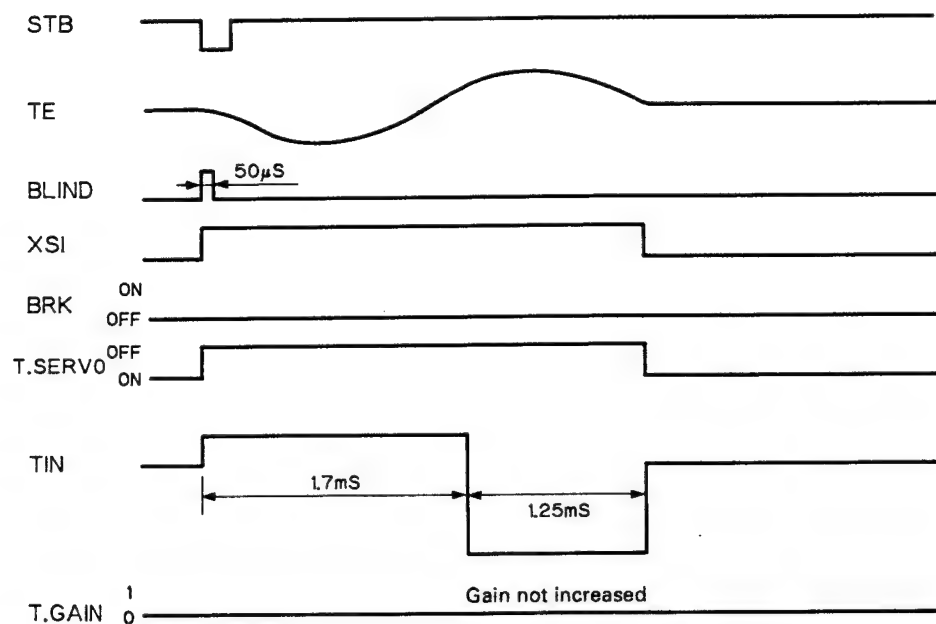 STB
TE
50μS
BLIND
XSI
ON
BRK
OFF
T.SERVO OFF
ON
TIN
1.7mS
1.25mS
1 Gain not increased
T.GAIN 0